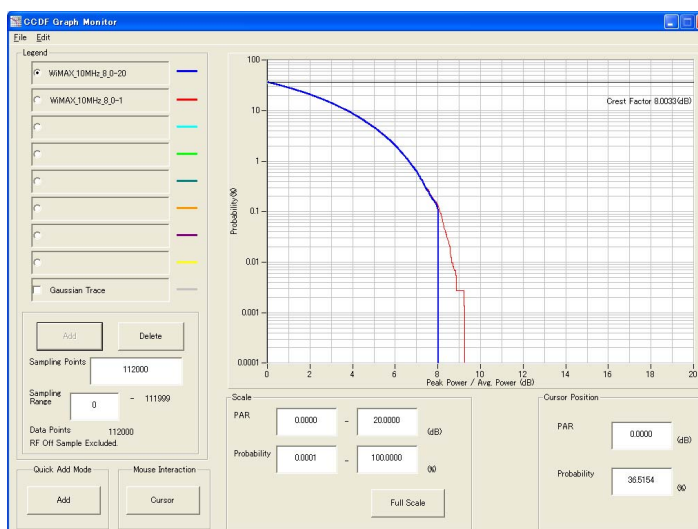 CCDF Graph Monitor
File Edit
Legend
WiMAX_10MHz_8_0-20
WiMAX_10MHz_8_0-1
Gaussian Trace
Add
Delete
Sampling Points
112000
Sampling Range
0
- 111999
Data Points
112000
RF Off Sample Excluded.
Quick Add Mode
Add
Mouse Interaction
Cursor
Probability(%)
100
10
1
0.1
0.01
0.001
0.0001
Crest Factor 8.0033(dB)
0 2 4 6 8 10 12 14 16 18 20
Peak Power / Avg. Power (dB)
Scale
PAR
0.0000 - 20.0000
(dB)
Probability
0.0001 - 100.0000
(%)
Full Scale
Cursor Position
PAR
0.0000
(dB)
Probability
36.5154
(%)